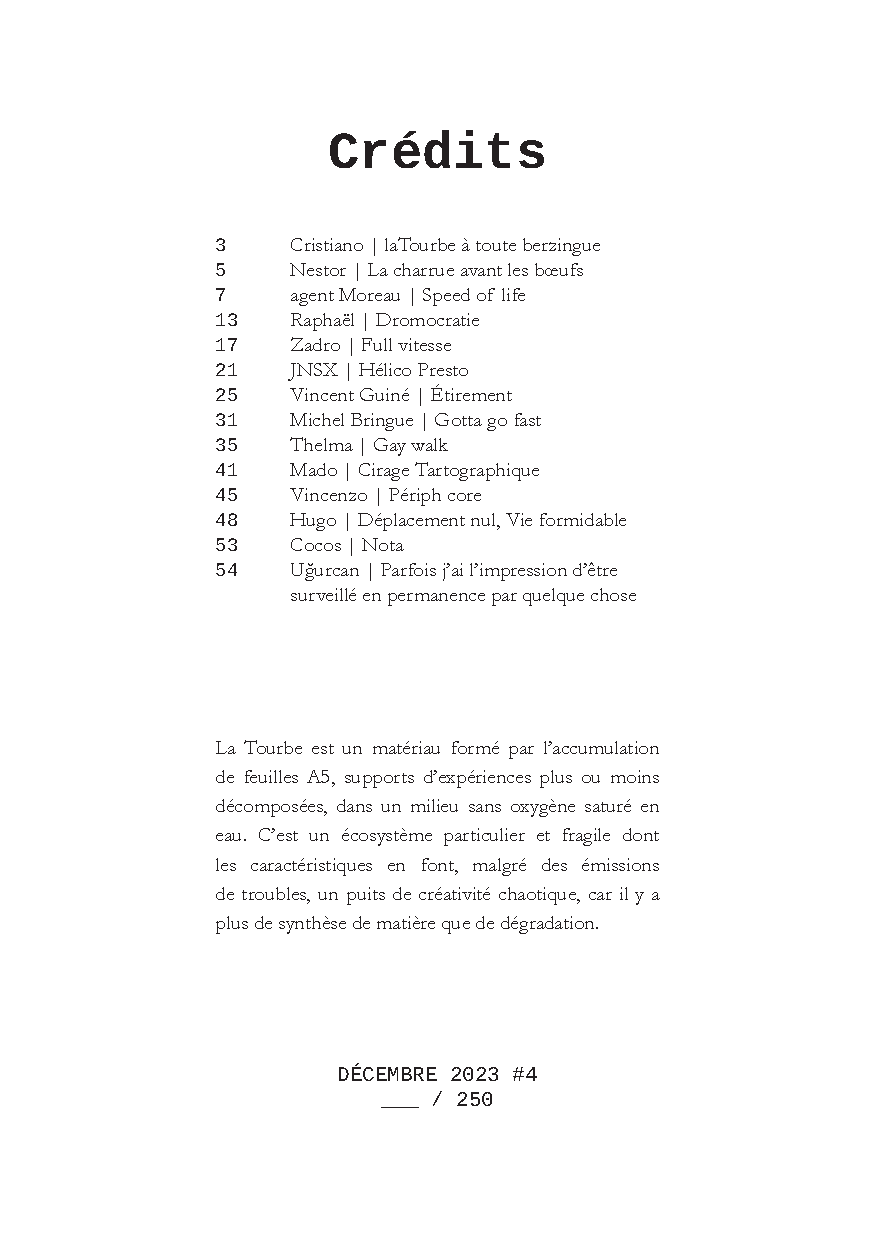 Crédits
3 Cristiano | laTourbe à toute berzingue
5 Nestor | La charrue avant les bœufs
7 agent Moreau | Speed of life
13 Raphaël | Dromocratie
17 Zadro | Full vitesse
21 JNSX | Hélico Presto
25 Vincent Guiné | Étirement
31 Michel Bringue | Gotta go fast
35 Thelma | Gay walk
41 Mado | Cirage Tartographique
45 Vincenzo | Périph core
48 Hugo | Déplacement nul, Vie formidable
53 Cocos | Nota
54 Uğurcan | Parfois j’ai l’impression d’être
surveillé en permanence par quelque chose
La Tourbe est un matériau formé par l’accumulation
de feuilles A5, supports d’expériences plus ou moins
décomposées, dans un milieu sans oxygène saturé en
eau. C’est un écosystème particulier et fragile dont
les caractéristiques en font, malgré des émissions
de troubles, un puits de créativité chaotique, car il y a
plus de synthèse de matière que de dégradation.
DÉCEMBRE 2023 #4
___ / 250